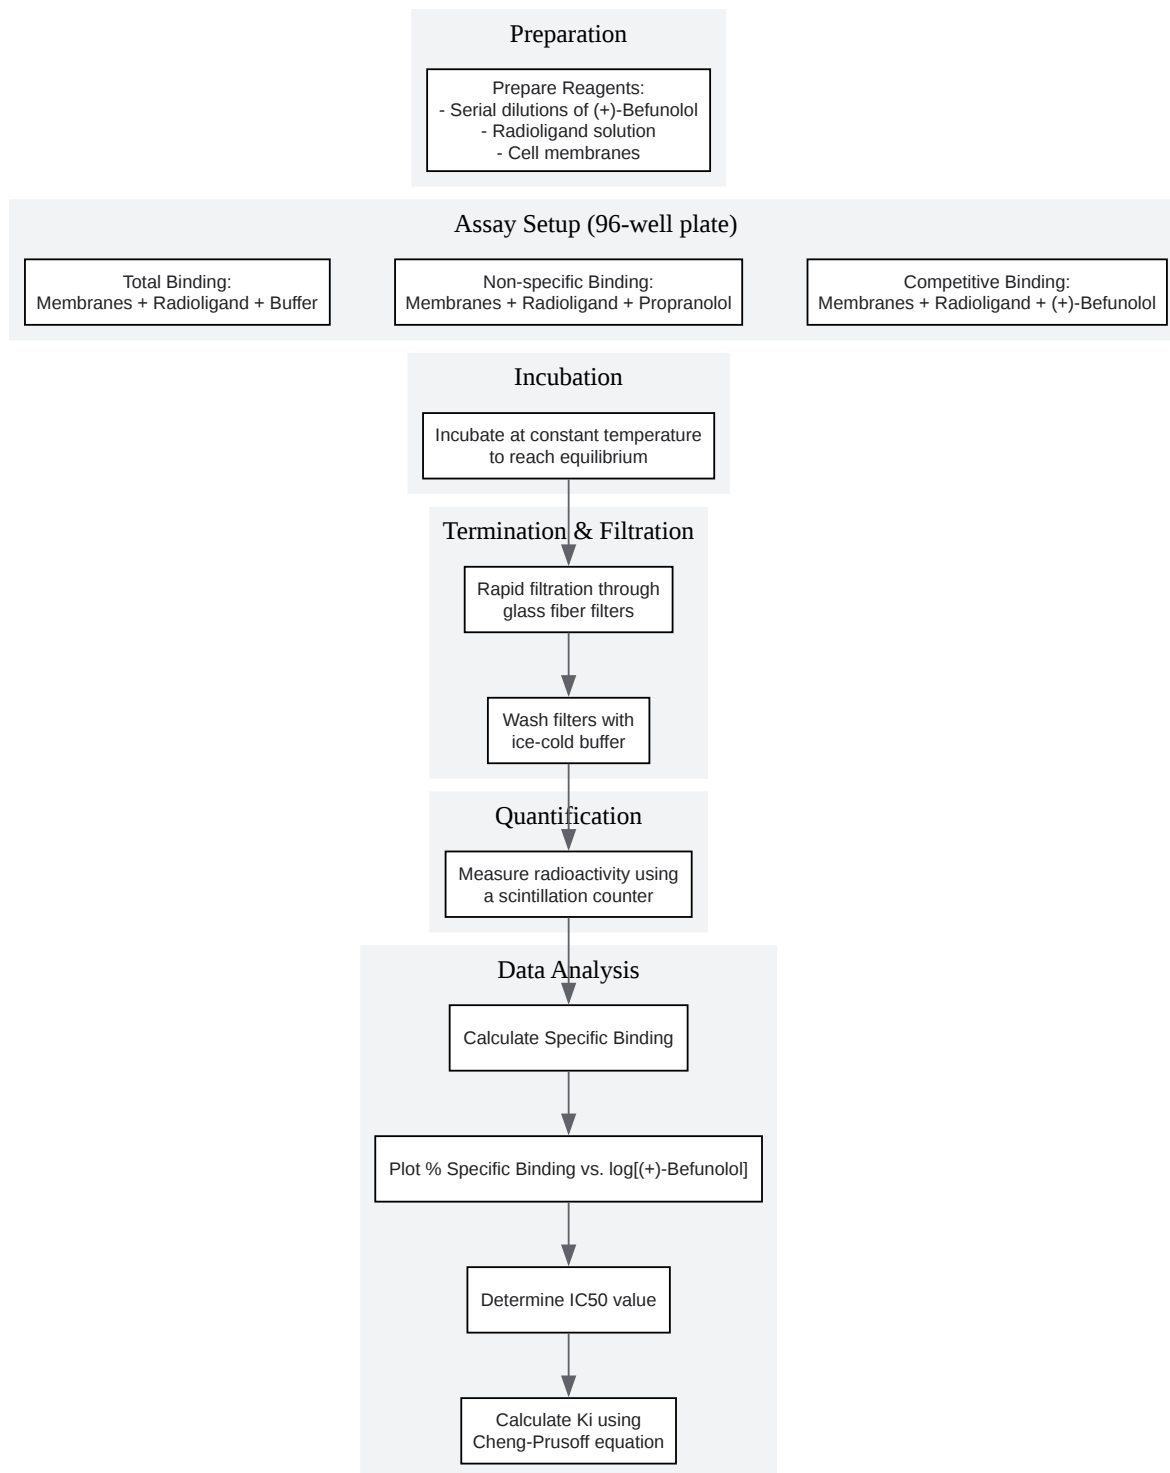 Preparation
Prepare Reagents:
- Serial dilutions of (+)-Befunolol
- Radioligand solution
- Cell membranes
Assay Setup (96-well plate)
Total Binding:
Membranes + Radioligand + Buffer
Non-specific Binding:
Membranes + Radioligand + Propranolol
Competitive Binding:
Membranes + Radioligand + (+)-Befunolol
Incubation
Incubate at constant temperature
to reach equilibrium
Termination & Filtration
Rapid filtration through
glass fiber filters
Wash filters with
ice-cold buffer
Quantification
Measure radioactivity using
a scintillation counter
Data Analysis
Calculate Specific Binding
Plot % Specific Binding vs. log[(+)-Befunolol]
Determine IC50 value
Calculate Ki using
Cheng-Prusoff equation